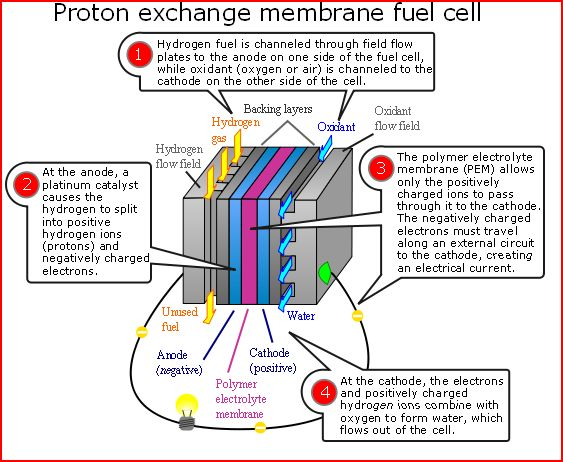 Proton exchange membrane fuel cell
1
Hydrogen fuel is channeled through field flow
plates to the anode on one side of the fuel cell,
while oxidant (oxygen or air) is channeled to the
cathode on the other side of the cell.
Backing layers
Hydrogen
gas
Oxidant
Oxidant
flow field
Hydrogen
flow field
2
At the anode, a
platinum catalyst
causes the
hydrogen to split
into positive
hydrogen ions
(protons) and
negatively charged
electrons.
3
The polymer electrolyte
membrane (PEM) allows
only the positively
charged ions to pass
through it to the cathode.
The negatively charged
electrons must travel
along an external circuit
to the cathode, creating
an electrical current.
Unused
fuel
Water
Anode
(negative)
Cathode
(positive)
Polymer
electrolyte
membrane
4
At the cathode, the electrons
and positively charged
hydrogen ions combine with
oxygen to form water, which
flows out of the cell.